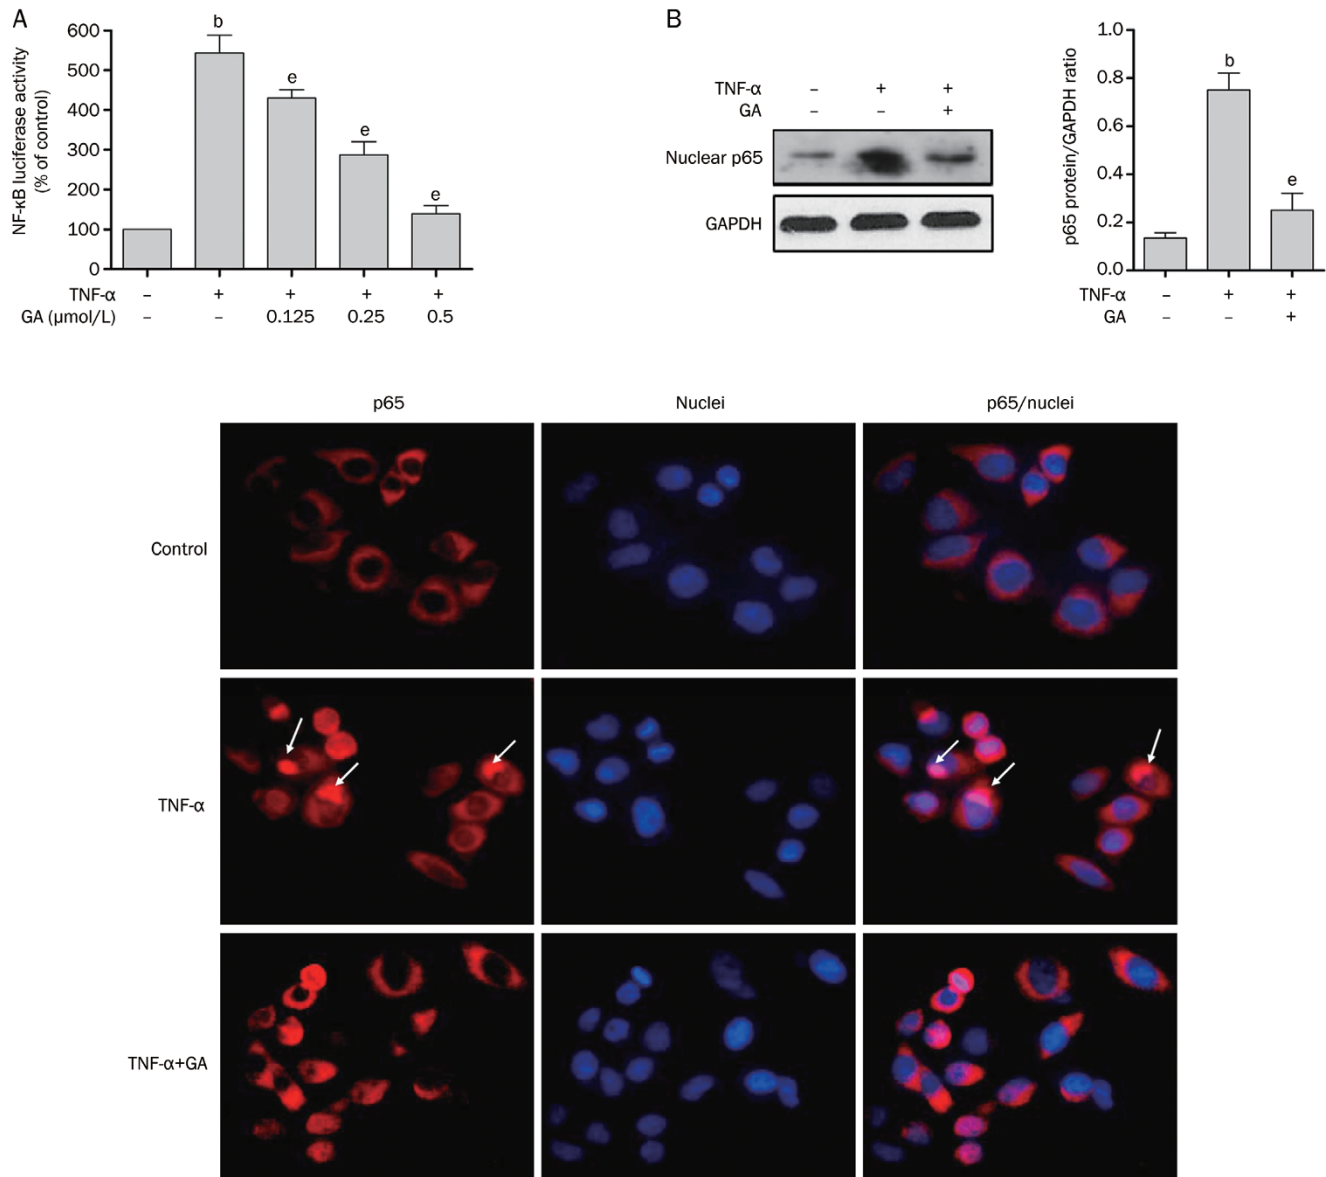 A
NF-κB luciferase activity
(% of control)
600
500
400
300
200
100
0
b
e
e
e
TNF-α – + + + +
GA (μmol/L) – – 0.125 0.25 0.5
B
TNF-α – + +
GA – – +
Nuclear p65
GAPDH
p65 protein/GAPDH ratio
1.0
0.8
0.6
0.4
0.2
0.0
b
e
TNF-α – + +
GA – – +
p65 Nuclei p65/nuclei
Control
TNF-α
TNF-α+GA